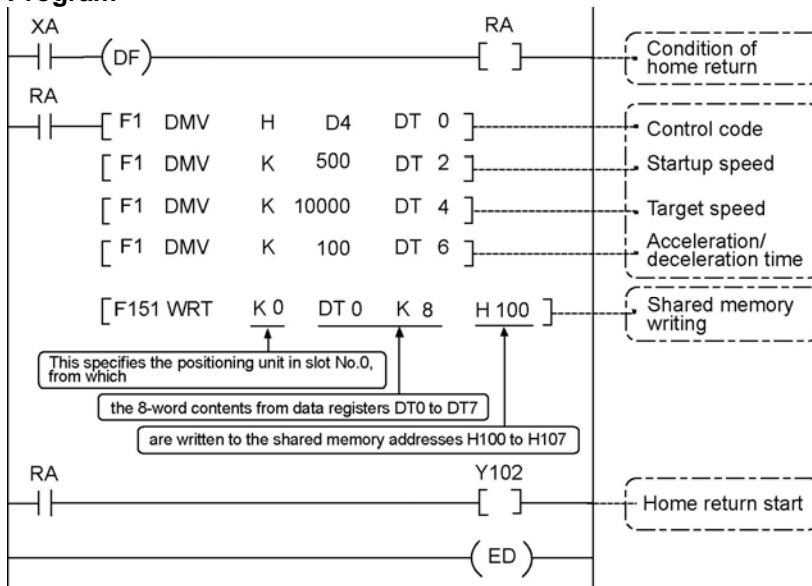 Program
XA
RA
(DF)
[ ]
Condition of
home return
RA
[ F1 DMV H D4 DT 0 ]
Control code
[ F1 DMV K 500 DT 2 ]
Startup speed
[ F1 DMV K 10000 DT 4 ]
Target speed
[ F1 DMV K 100 DT 6 ]
Acceleration/
deceleration time
[F151 WRT K 0 DT 0 K 8 H 100 ]
Shared memory
writing
This specifies the positioning unit in slot No.0,
from which
the 8-word contents from data registers DT0 to DT7
are written to the shared memory addresses H100 to H107
RA
Y102
[ ]
Home return start
(ED)